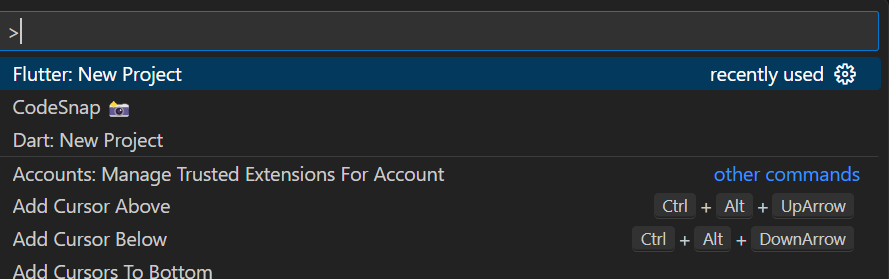 >
Flutter: New Project recently used
CodeSnap 📸
Dart: New Project
Accounts: Manage Trusted Extensions For Account other commands
Add Cursor Above Ctrl + Alt + UpArrow
Add Cursor Below Ctrl + Alt + DownArrow
Add Cursors To Bottom